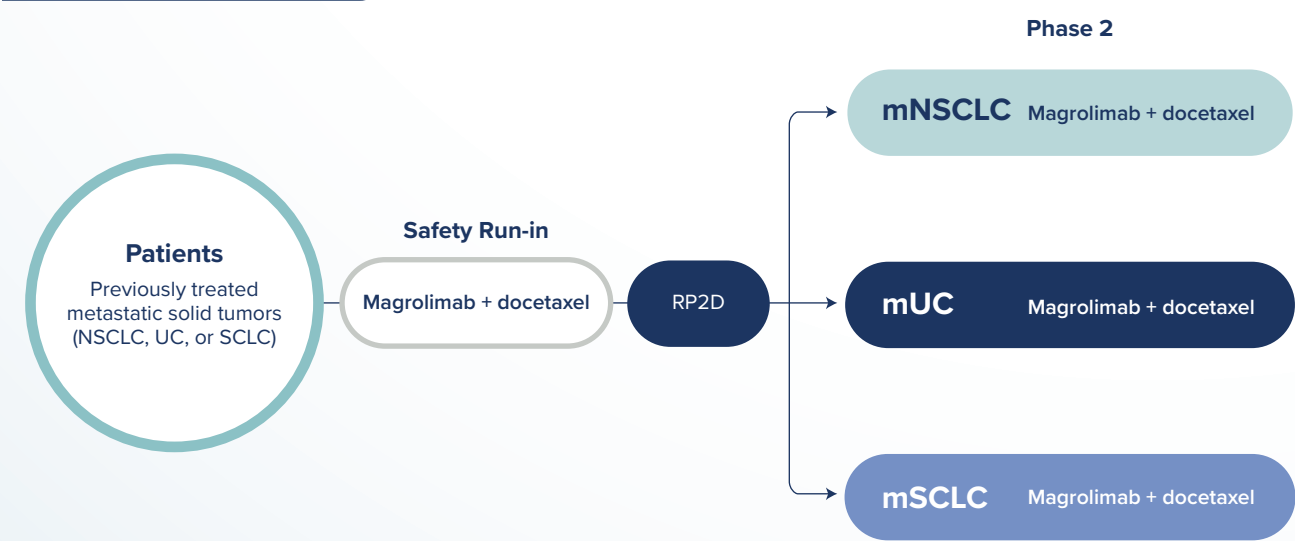 Phase 2
Patients
Previously treated
metastatic solid tumors
(NSCLC, UC, or SCLC)
Safety Run-in
Magrolimab + docetaxel
RP2D
mNSCLC Magrolimab + docetaxel
mUC Magrolimab + docetaxel
mSCLC Magrolimab + docetaxel